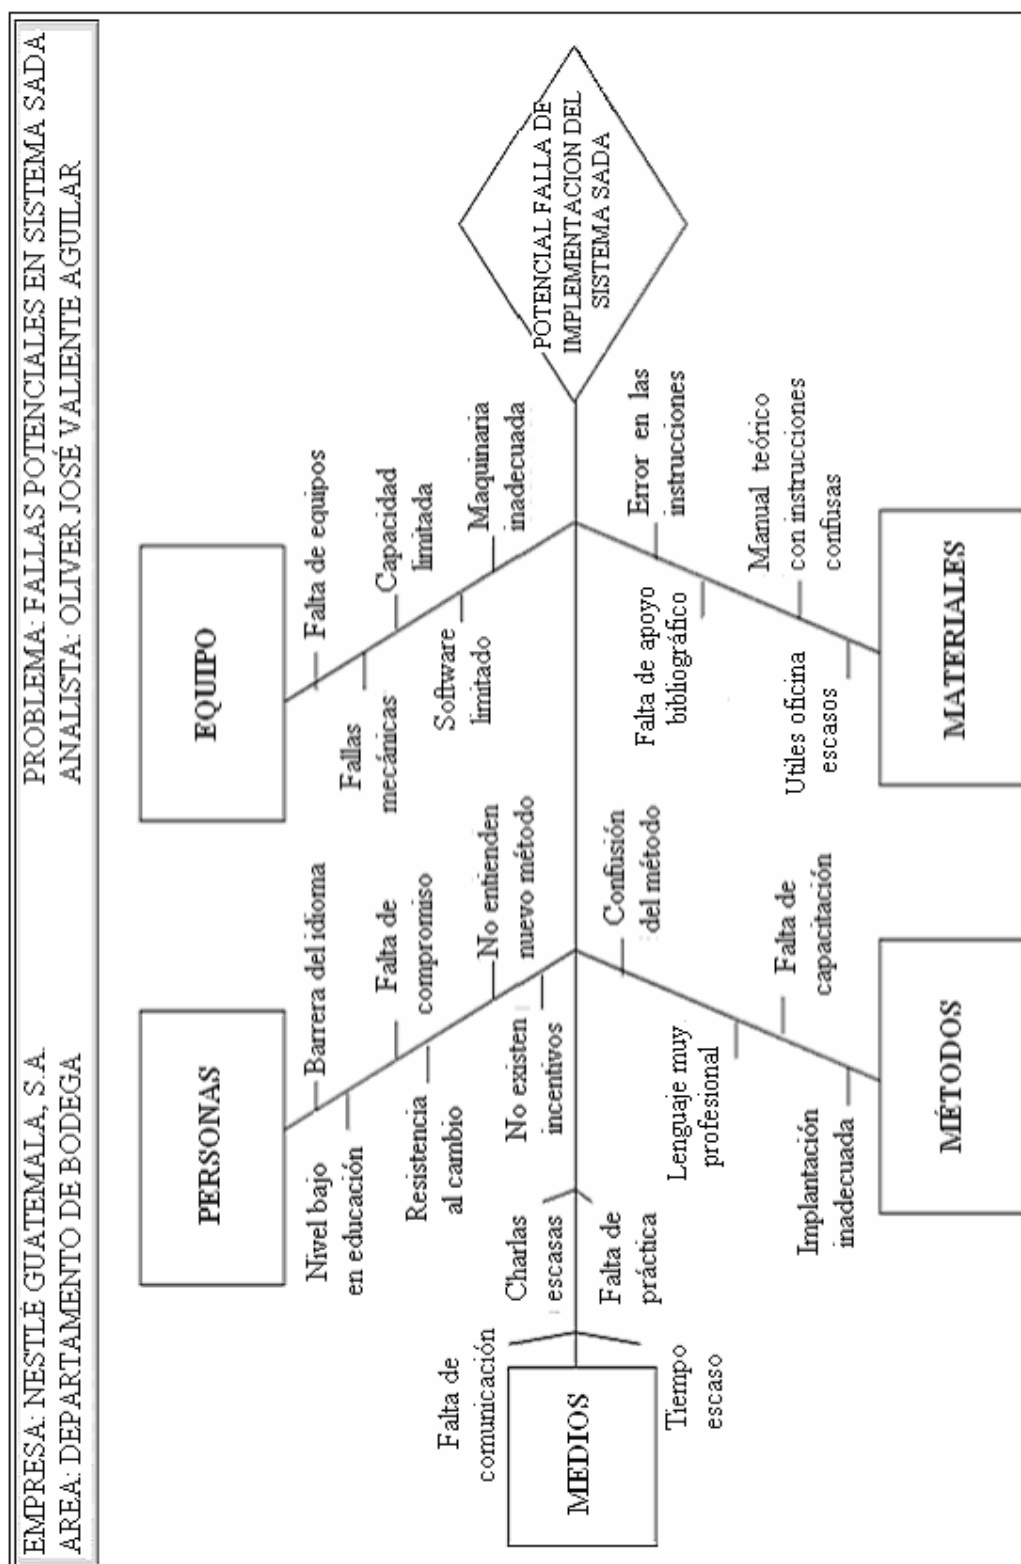 EMPRESA: NESTLÉ GUATEMALA, S.A.
PROBLEMA: FALLAS POTENCIALES EN SISTEMA SADA
AREA: DEPARTAMENTO DE BODEGA
ANALISTA: OLIVER JOSÉ VALIENTE AGUILAR
PERSONAS
Barrera del idioma
Nivel bajo
en educación
Falta de
compromiso
Resistencia
al cambio
No entienden
nuevo método
No existen
incentivos
EQUIPO
Falta de equipos
Fallas
mecánicas
Capacidad
limitada
Software
limitado
Maquinaria
inadecuada
MEDIOS
Falta de
comunicación
Charlas
escasas
Falta de
práctica
Tiempo
escaso
POTENCIAL FALLA DE
IMPLEMENTACION DEL
SISTEMA SADA
Confusión
del método
Lenguaje muy
profesional
Falta de
capacitación
Implantación
inadecuada
MÉTODOS
Error en las
instrucciones
Falta de apoyo
bibliográfico
Manual teórico
con instrucciones
confusas
Utiles oficina
escasos
MATERIALES